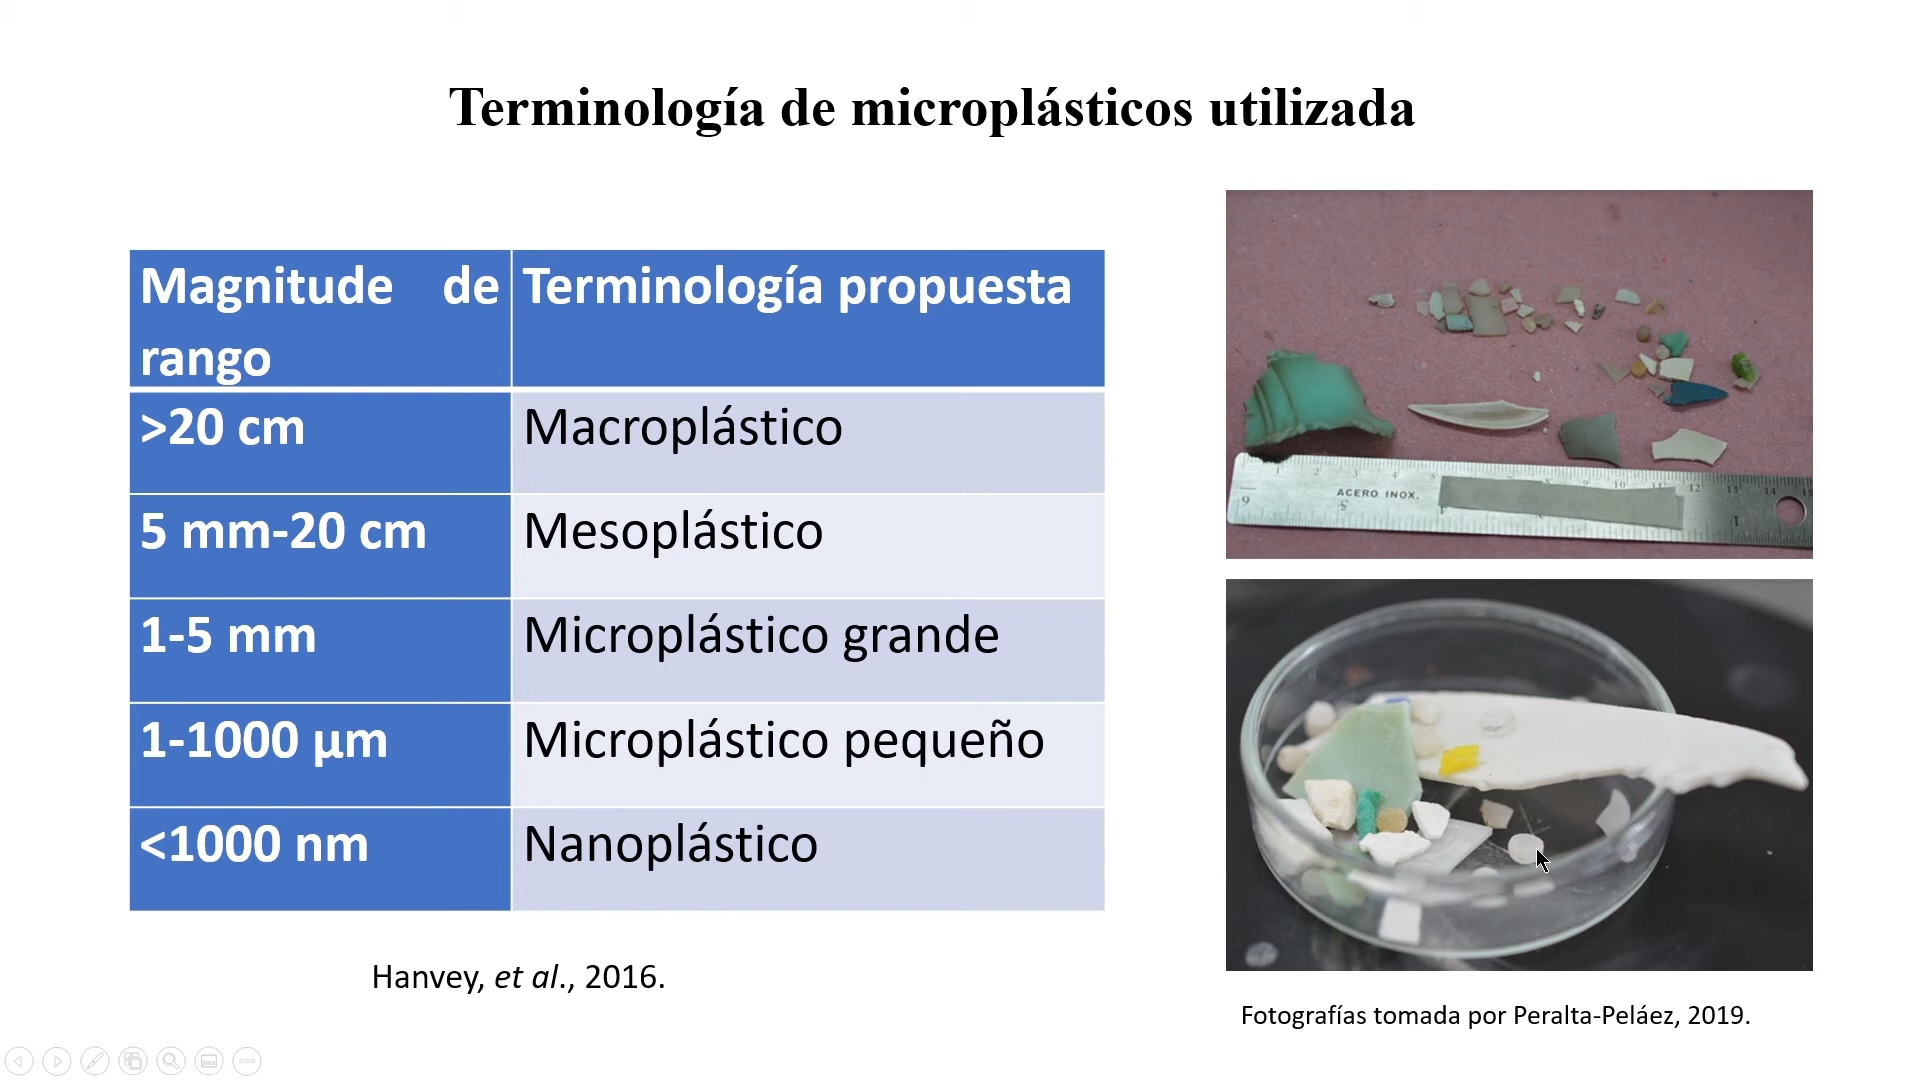 Terminología de microplásticos utilizada
Magnitude de
rango
Terminología propuesta
>20 cm
Macroplástico
5 mm-20 cm
Mesoplástico
1-5 mm
Microplástico grande
1-1000 µm
Microplástico pequeño
<1000 nm
Nanoplástico
Hanvey, et al., 2016.
ACERO INOX.
Fotografías tomada por Peralta-Peláez, 2019.